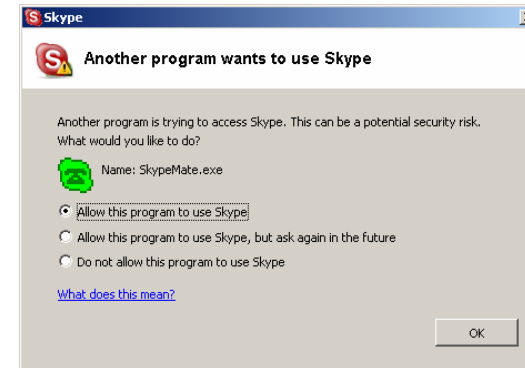 Skype
Another program wants to use Skype
Another program is trying to access Skype. This can be a potential security risk.
What would you like to do?
Name: SkypeMate.exe
Allow this program to use Skype
Allow this program to use Skype, but ask again in the future
Do not allow this program to use Skype
What does this mean?
OK